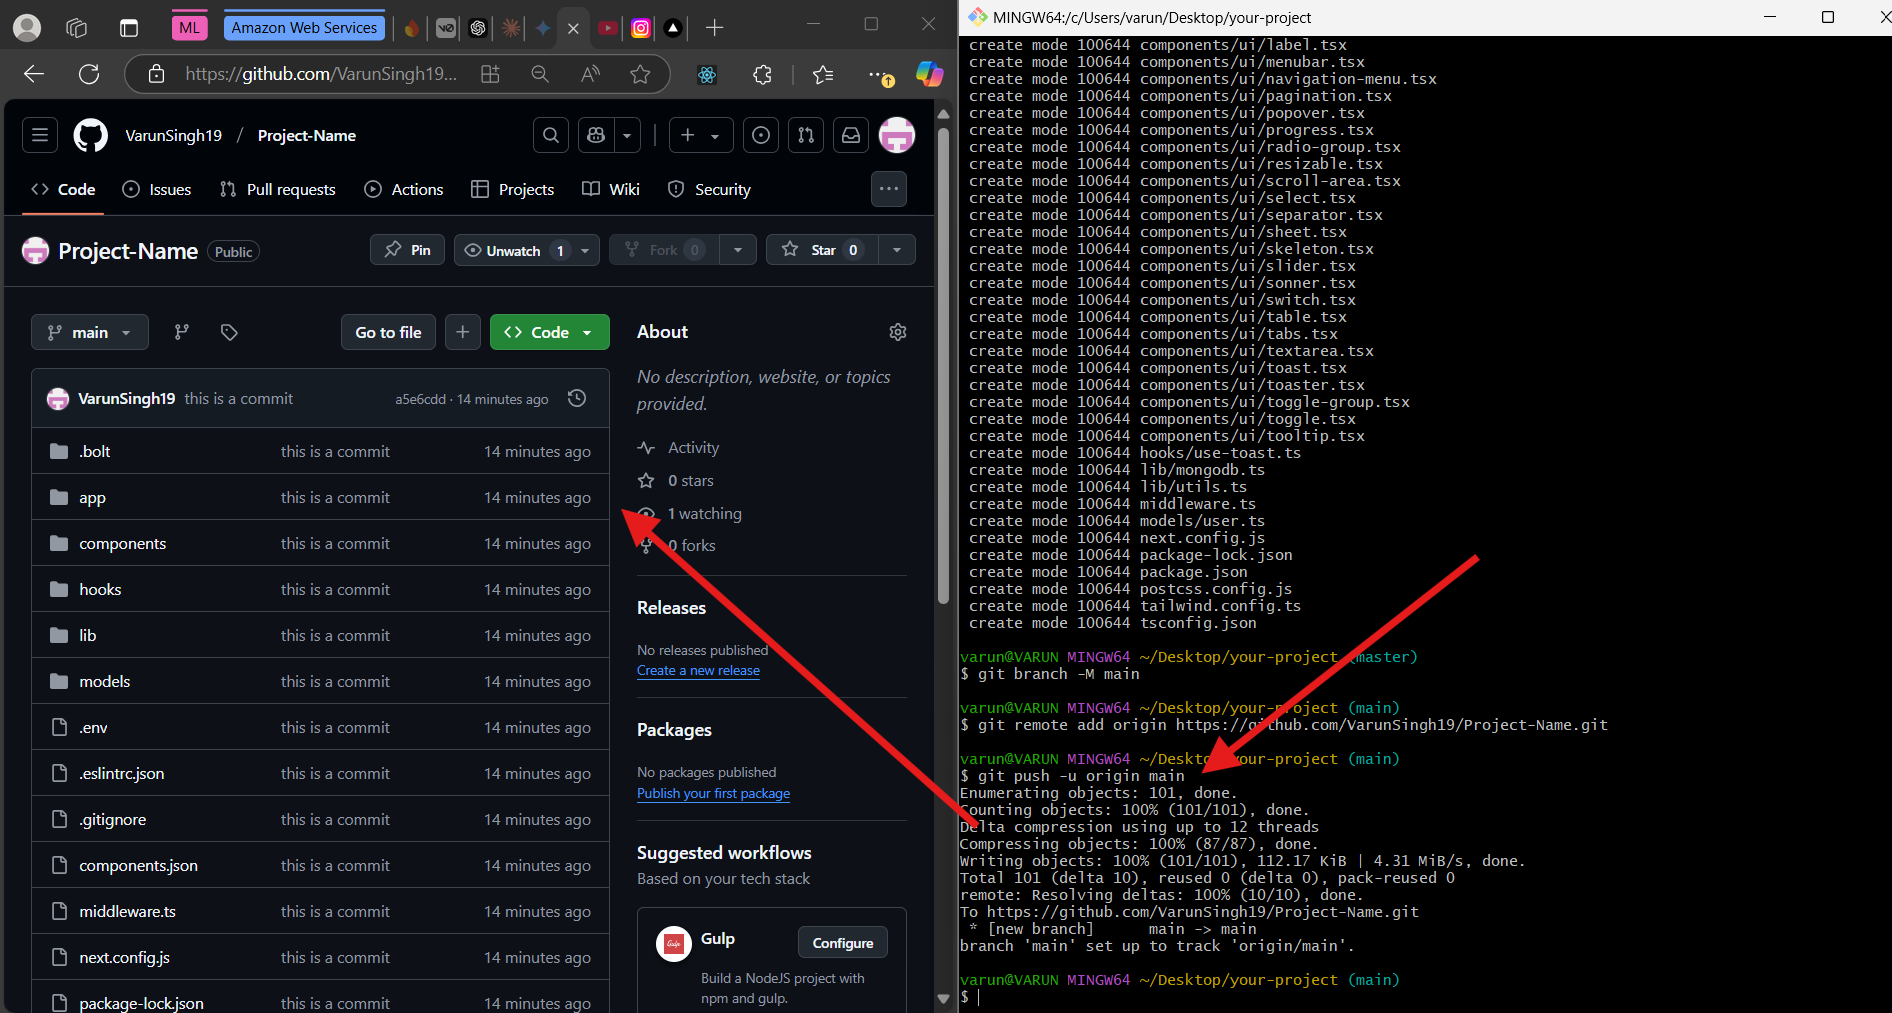 ML
Amazon Web Services
https://github.com/VarunSingh19...
VarunSingh19 / Project-Name
Code
Issues
Pull requests
Actions
Projects
Wiki
Security
Project-Name
Public
Pin
Unwatch 1
Fork 0
Star 0
main
Go to file
Code
VarunSingh19 this is a commit
a5e6cdd · 14 minutes ago
.bolt this is a commit 14 minutes ago
app this is a commit 14 minutes ago
components this is a commit 14 minutes ago
hooks this is a commit 14 minutes ago
lib this is a commit 14 minutes ago
models this is a commit 14 minutes ago
.env this is a commit 14 minutes ago
.eslintrc.json this is a commit 14 minutes ago
.gitignore this is a commit 14 minutes ago
components.json this is a commit 14 minutes ago
middleware.ts this is a commit 14 minutes ago
next.config.js this is a commit 14 minutes ago
package-lock.json this is a commit 14 minutes ago
About
No description, website, or topics
provided.
Activity
0 stars
1 watching
0 forks
Releases
No releases published
Create a new release
Packages
No packages published
Publish your first package
Suggested workflows
Based on your tech stack
Gulp
Gulp
Configure
Build a NodeJS project with
npm and gulp.
MINGW64:/c/Users/varun/Desktop/your-project
create mode 100644 components/ui/label.tsx
create mode 100644 components/ui/menubar.tsx
create mode 100644 components/ui/navigation-menu.tsx
create mode 100644 components/ui/pagination.tsx
create mode 100644 components/ui/popover.tsx
create mode 100644 components/ui/progress.tsx
create mode 100644 components/ui/radio-group.tsx
create mode 100644 components/ui/resizable.tsx
create mode 100644 components/ui/scroll-area.tsx
create mode 100644 components/ui/select.tsx
create mode 100644 components/ui/separator.tsx
create mode 100644 components/ui/sheet.tsx
create mode 100644 components/ui/skeleton.tsx
create mode 100644 components/ui/slider.tsx
create mode 100644 components/ui/sonner.tsx
create mode 100644 components/ui/switch.tsx
create mode 100644 components/ui/table.tsx
create mode 100644 components/ui/tabs.tsx
create mode 100644 components/ui/textarea.tsx
create mode 100644 components/ui/toast.tsx
create mode 100644 components/ui/toaster.tsx
create mode 100644 components/ui/toggle-group.tsx
create mode 100644 components/ui/toggle.tsx
create mode 100644 components/ui/tooltip.tsx
create mode 100644 hooks/use-toast.ts
create mode 100644 lib/mongodb.ts
create mode 100644 lib/utils.ts
create mode 100644 middleware.ts
create mode 100644 models/user.ts
create mode 100644 next.config.js
create mode 100644 package-lock.json
create mode 100644 package.json
create mode 100644 postcss.config.js
create mode 100644 tailwind.config.ts
create mode 100644 tsconfig.json
varun@VARUN MINGW64 ~/Desktop/your-project (master)
$ git branch -M main
varun@VARUN MINGW64 ~/Desktop/your-project (main)
$ git remote add origin https://github.com/VarunSingh19/Project-Name.git
varun@VARUN MINGW64 ~/Desktop/your-project (main)
$ git push -u origin main
Enumerating objects: 101, done.
Counting objects: 100% (101/101), done.
Delta compression using up to 12 threads
Compressing objects: 100% (87/87), done.
Writing objects: 100% (101/101), 112.17 KiB | 4.31 MiB/s, done.
Total 101 (delta 10), reused 0 (delta 0), pack-reused 0
remote: Resolving deltas: 100% (10/10), done.
To https://github.com/VarunSingh19/Project-Name.git
* [new branch] main -> main
branch 'main' set up to track 'origin/main'.
varun@VARUN MINGW64 ~/Desktop/your-project (main)
$